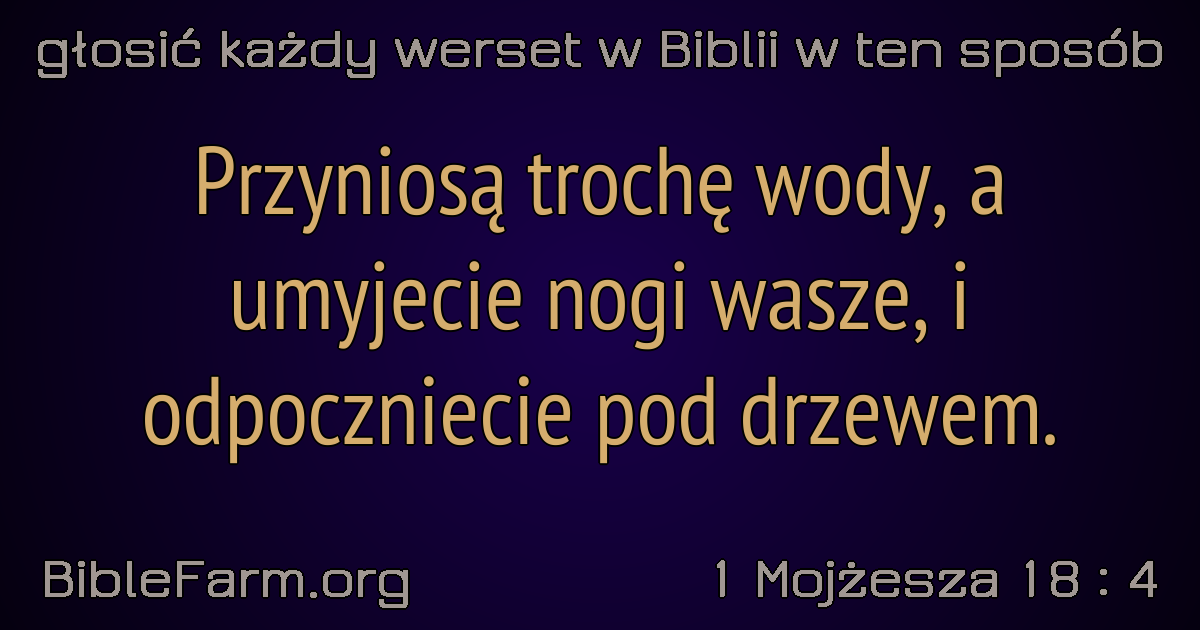 głosić każdy werset w Biblii w ten sposób
Przyniosą trochę wody, a
umyjecie nogi wasze, i
odpoczniecie pod drzewem.
BibleFarm.org
1 Mojżesza 18 : 4